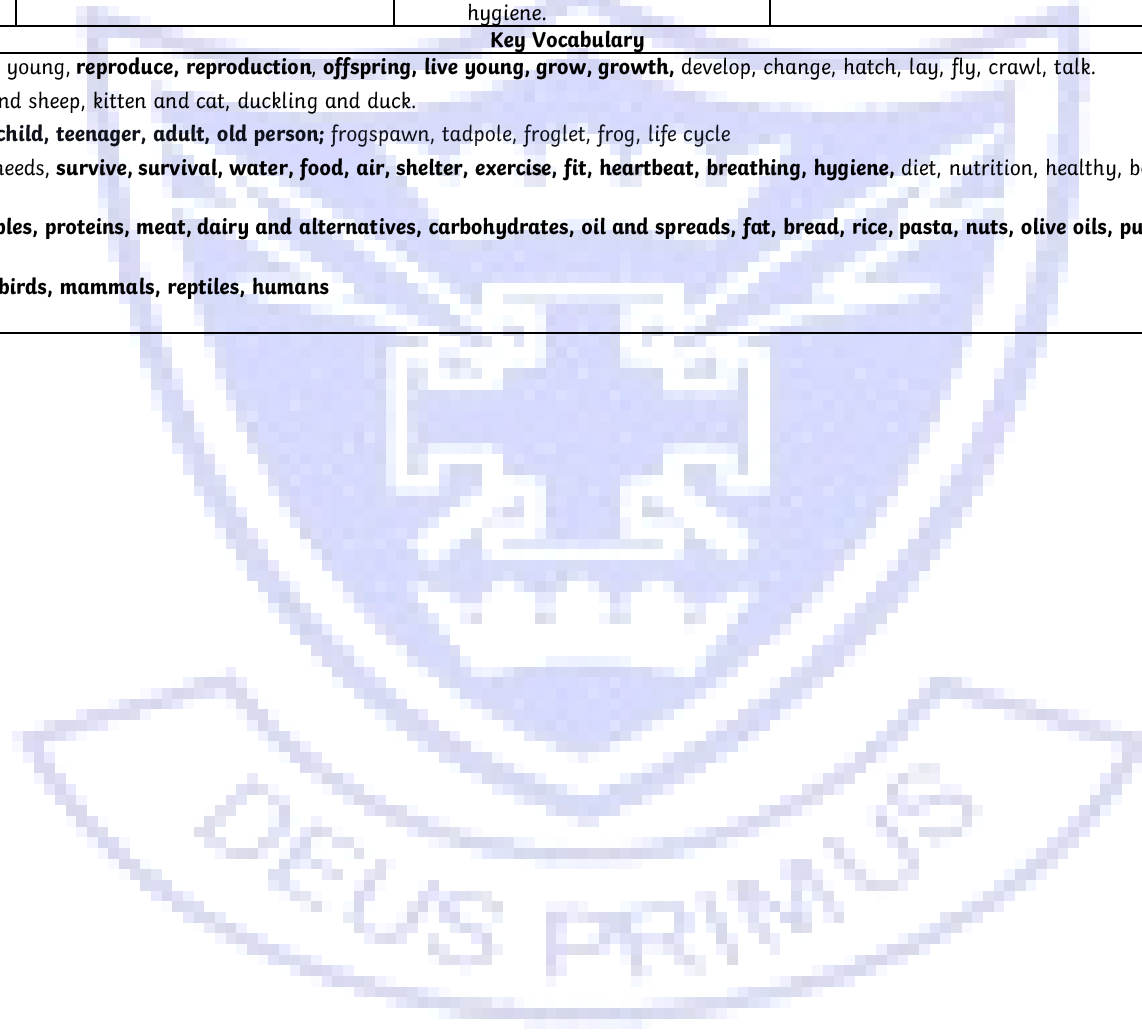 hygiene.
Key Vocabulary
young, reproduce, reproduction, offspring, live young, grow, growth, develop, change, hatch, lay, fly, crawl, talk.
sheep, kitten and cat, duckling and duck.
child, teenager, adult, old person; frogspawn, tadpole, froglet, frog, life cycle
needs, survive, survival, water, food, air, shelter, exercise, fit, heartbeat, breathing, hygiene, diet, nutrition, healthy,
proteins, meat, dairy and alternatives, carbohydrates, oil and spreads, fat, bread, rice, pasta, nuts, olive oils,
birds, mammals, reptiles, humans
DEUS PRIMUS